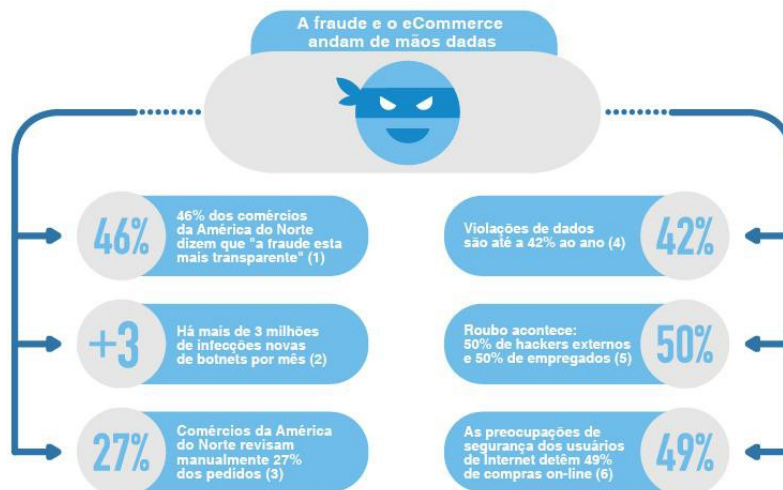 A fraude e o eCommerce
andam de mãos dadas
46%
46% dos comércios
da América do Norte
dizem que "a fraude esta
mais transparente" (1)
+3
Há mais de 3 milhões
de infecções novas
de botnets por mês (2)
27%
Comércios da América
do Norte revisam
manualmente 27%
dos pedidos (3)
Violações de dados
são até a 42% ao ano (4)
42%
Roubo acontece:
50% de hackers externos
e 50% de empregados (5)
50%
As preocupações de
segurança dos usuários
de Internet detêm 49%
de compras on-line (6)
49%